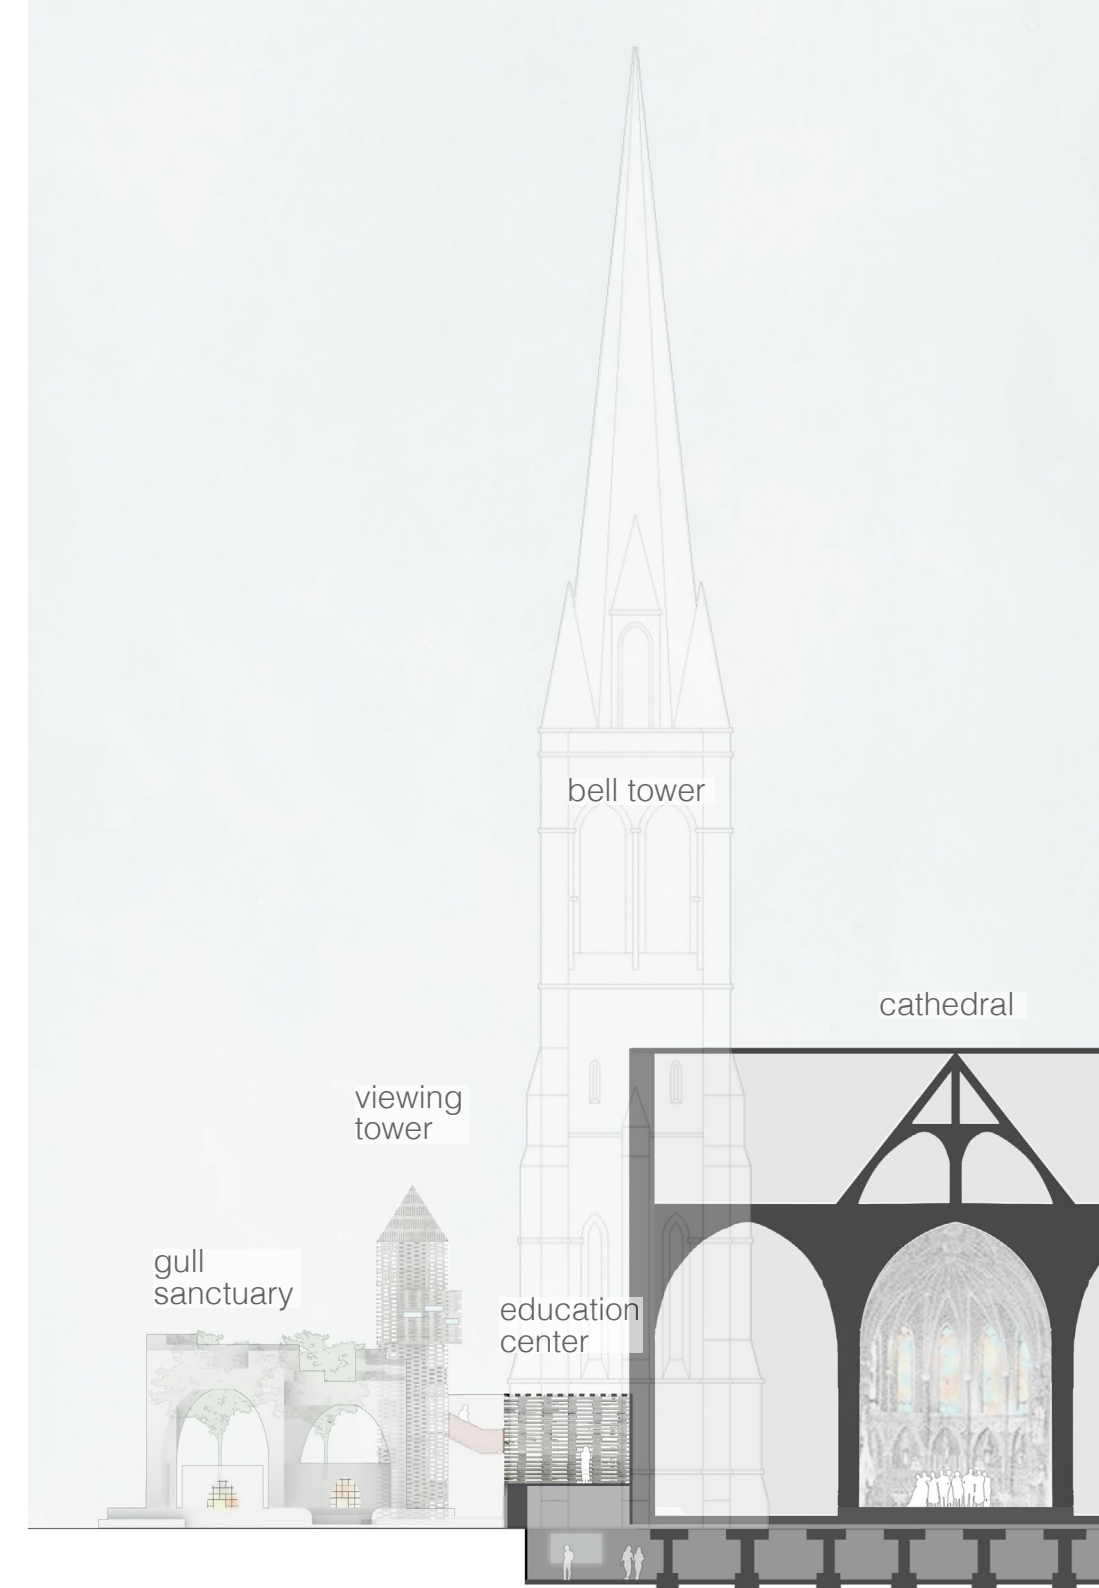 bell tower
cathedral
viewing
tower
gull
sanctuary
education
center